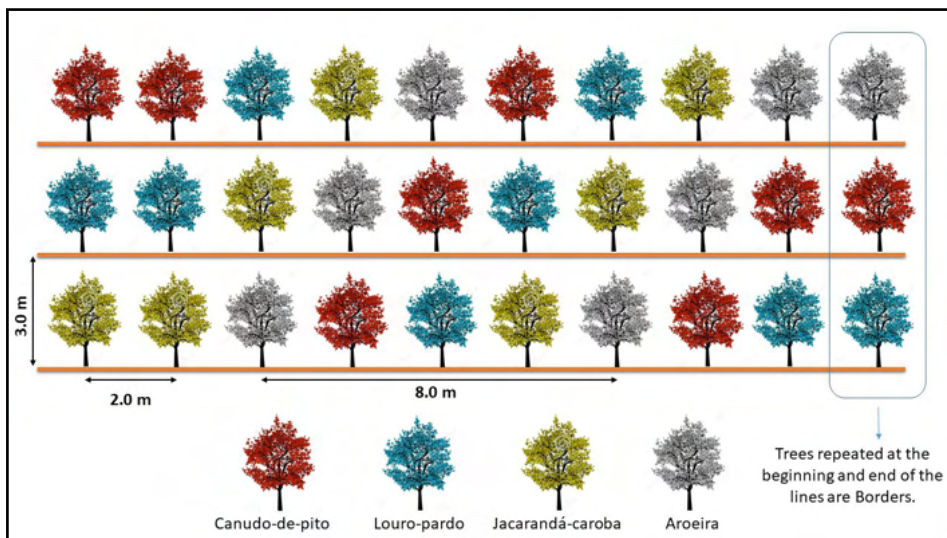 3.0 m
2.0 m
8.0 m
Trees repeated at the
beginning and end of the
lines are Borders.
Canudo-de-pito
Louro-pardo
Jacarandá-caroba
Aroeira